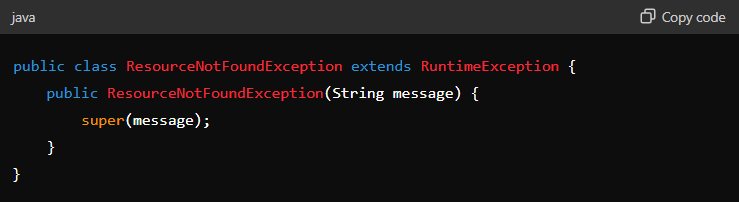 java
Copy code
public class ResourceNotFoundException extends RuntimeException {
    public ResourceNotFoundException(String message) {
        super(message);
    }
}